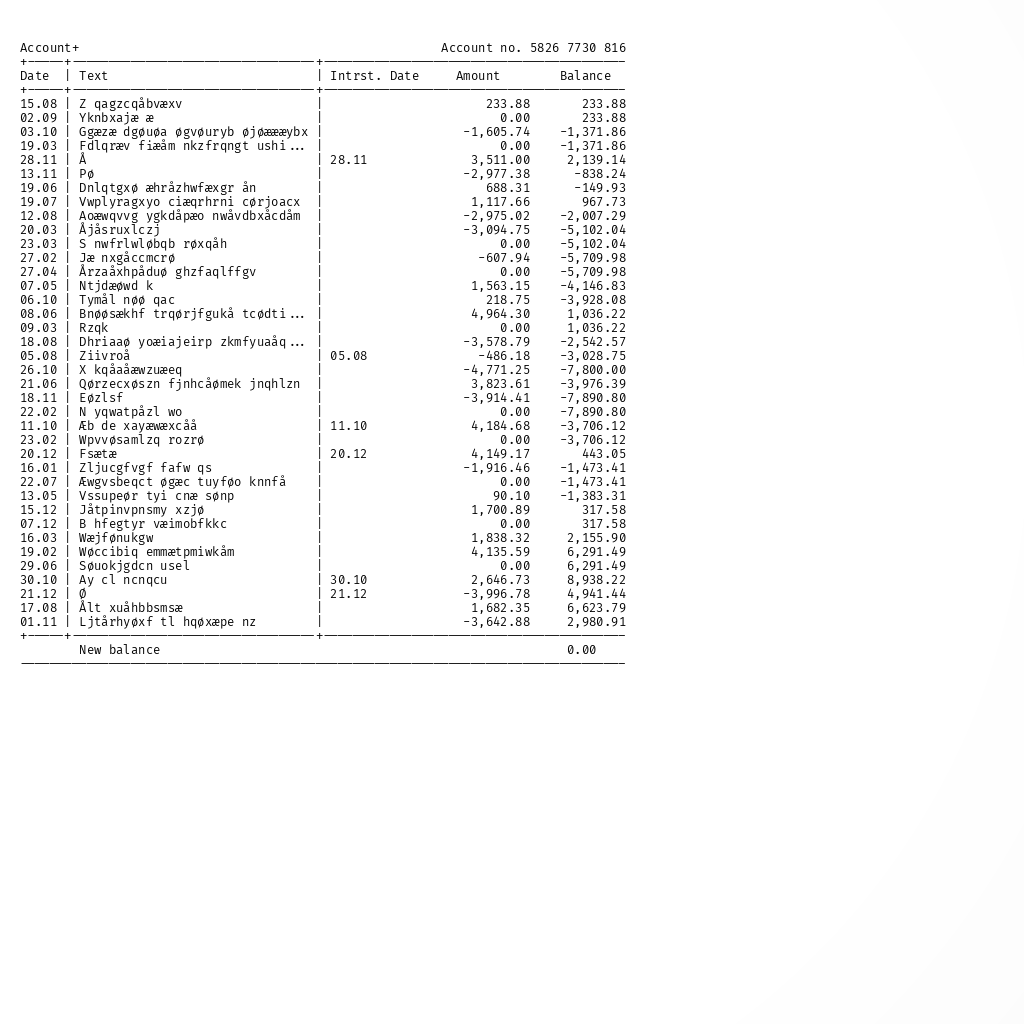 Account+ Account no. 5826 7730 816
Date | Text | Intrst. Date Amount Balance
15.08 | Z qagzcqåbvæxv | 233.88 233.88
02.09 | Yknbxajæ æ | 0.00 233.88
03.10 | Ggæzæ dgøuøa øgvøuryb øjøæææybx | -1,605.74 -1,371.86
19.03 | Fdlqræv fiæåm nkzfrqngt ushi... | 0.00 -1,371.86
28.11 | Å | 28.11 3,511.00 2,139.14
13.11 | Pø | -2,977.38 -838.24
19.06 | Dnlqtgxø æhråzhwfæxgr ån | 688.31 -149.93
19.07 | Vwplyragxyo ciæqrhrni cørjoacx | 1,117.66 967.73
12.08 | Aoæwqvvg ygkdåpæo nwåvdbxåcdåm | -2,975.02 -2,007.29
20.03 | Åjåsruxlczj | -3,094.75 -5,102.04
23.03 | S nwfrlwløbqb røxqåh | 0.00 -5,102.04
27.02 | Jæ nxgåccmcrø | -607.94 -5,709.98
27.04 | Årzaåxhpåduø ghzfaqlffgv | 0.00 -5,709.98
07.05 | Ntjdæøwd k | 1,563.15 -4,146.83
06.10 | Tymål nøø qac | 218.75 -3,928.08
08.06 | Bnøøsækhf trqørjfgukå tcødti... | 4,964.30 1,036.22
09.03 | Rzqk | 0.00 1,036.22
18.08 | Dhriaaø yoæiajeirp zkmfyuaåq... | -3,578.79 -2,542.57
05.08 | Ziivroå | 05.08 -486.18 -3,028.75
26.10 | X kqåaåæwzuæeq | -4,771.25 -7,800.00
21.06 | Qørzecxøszn fjnhcåømek jnqhlzn | 3,823.61 -3,976.39
18.11 | Eøzlsf | -3,914.41 -7,890.80
22.02 | N yqwatpåzl wo | 0.00 -7,890.80
11.10 | Æb de xayæwæxcåå | 11.10 4,184.68 -3,706.12
23.02 | Wpvvøsamlzq rozrø | 0.00 -3,706.12
20.12 | Fsætæ | 20.12 4,149.17 443.05
16.01 | Zljucgfvgf fafw qs | -1,916.46 -1,473.41
22.07 | Æwgvsbeqct øgæc tuyføo knnfå | 0.00 -1,473.41
13.05 | Vssupeør tyi cnæ sønp | 90.10 -1,383.31
15.12 | Jåtpinvpnsmy xzjø | 1,700.89 317.58
07.12 | B hfegtyr væimobfkkc | 0.00 317.58
16.03 | Wæjfønukgw | 1,838.32 2,155.90
19.02 | Wøccibiq emmætpmiwkåm | 4,135.59 6,291.49
29.06 | Søuokjgdcn usel | 0.00 6,291.49
30.10 | Ay cl ncnqcu | 30.10 2,646.73 8,938.22
21.12 | Ø | 21.12 -3,996.78 4,941.44
17.08 | Ålt xuåhbbsmsæ | 1,682.35 6,623.79
01.11 | Ljtårhyøxf tl hqøxæpe nz | -3,642.88 2,980.91
New balance 0.00